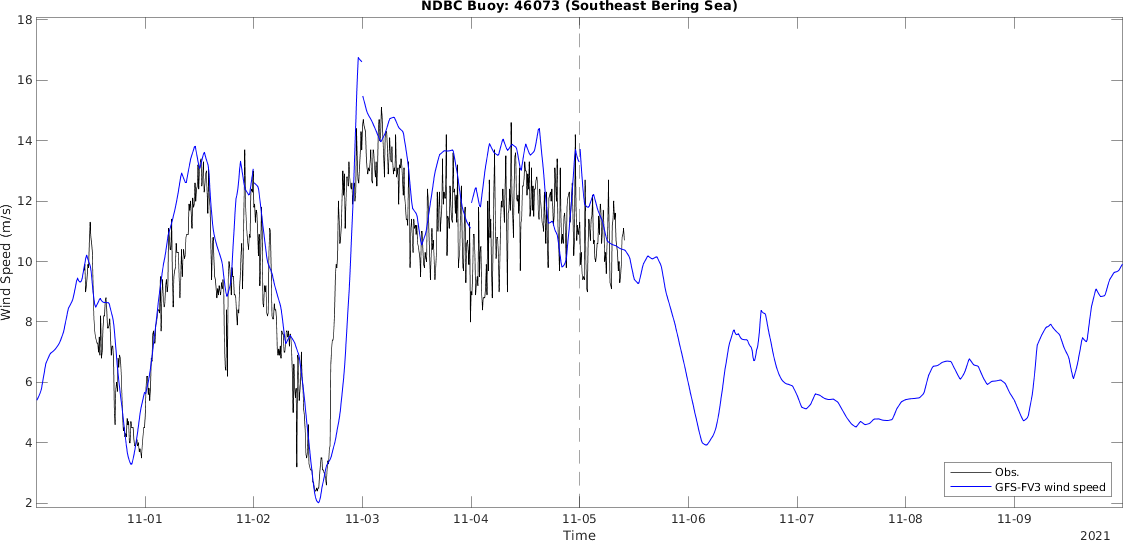 NDBC Buoy: 46073 (Southeast Bering Sea)
18
16
14
12
10
8
6
4
2
Wind Speed (m/s)
11-01 11-02 11-03 11-04 11-05 11-06 11-07 11-08 11-09
Time
2021
Obs.
GFS-FV3 wind speed